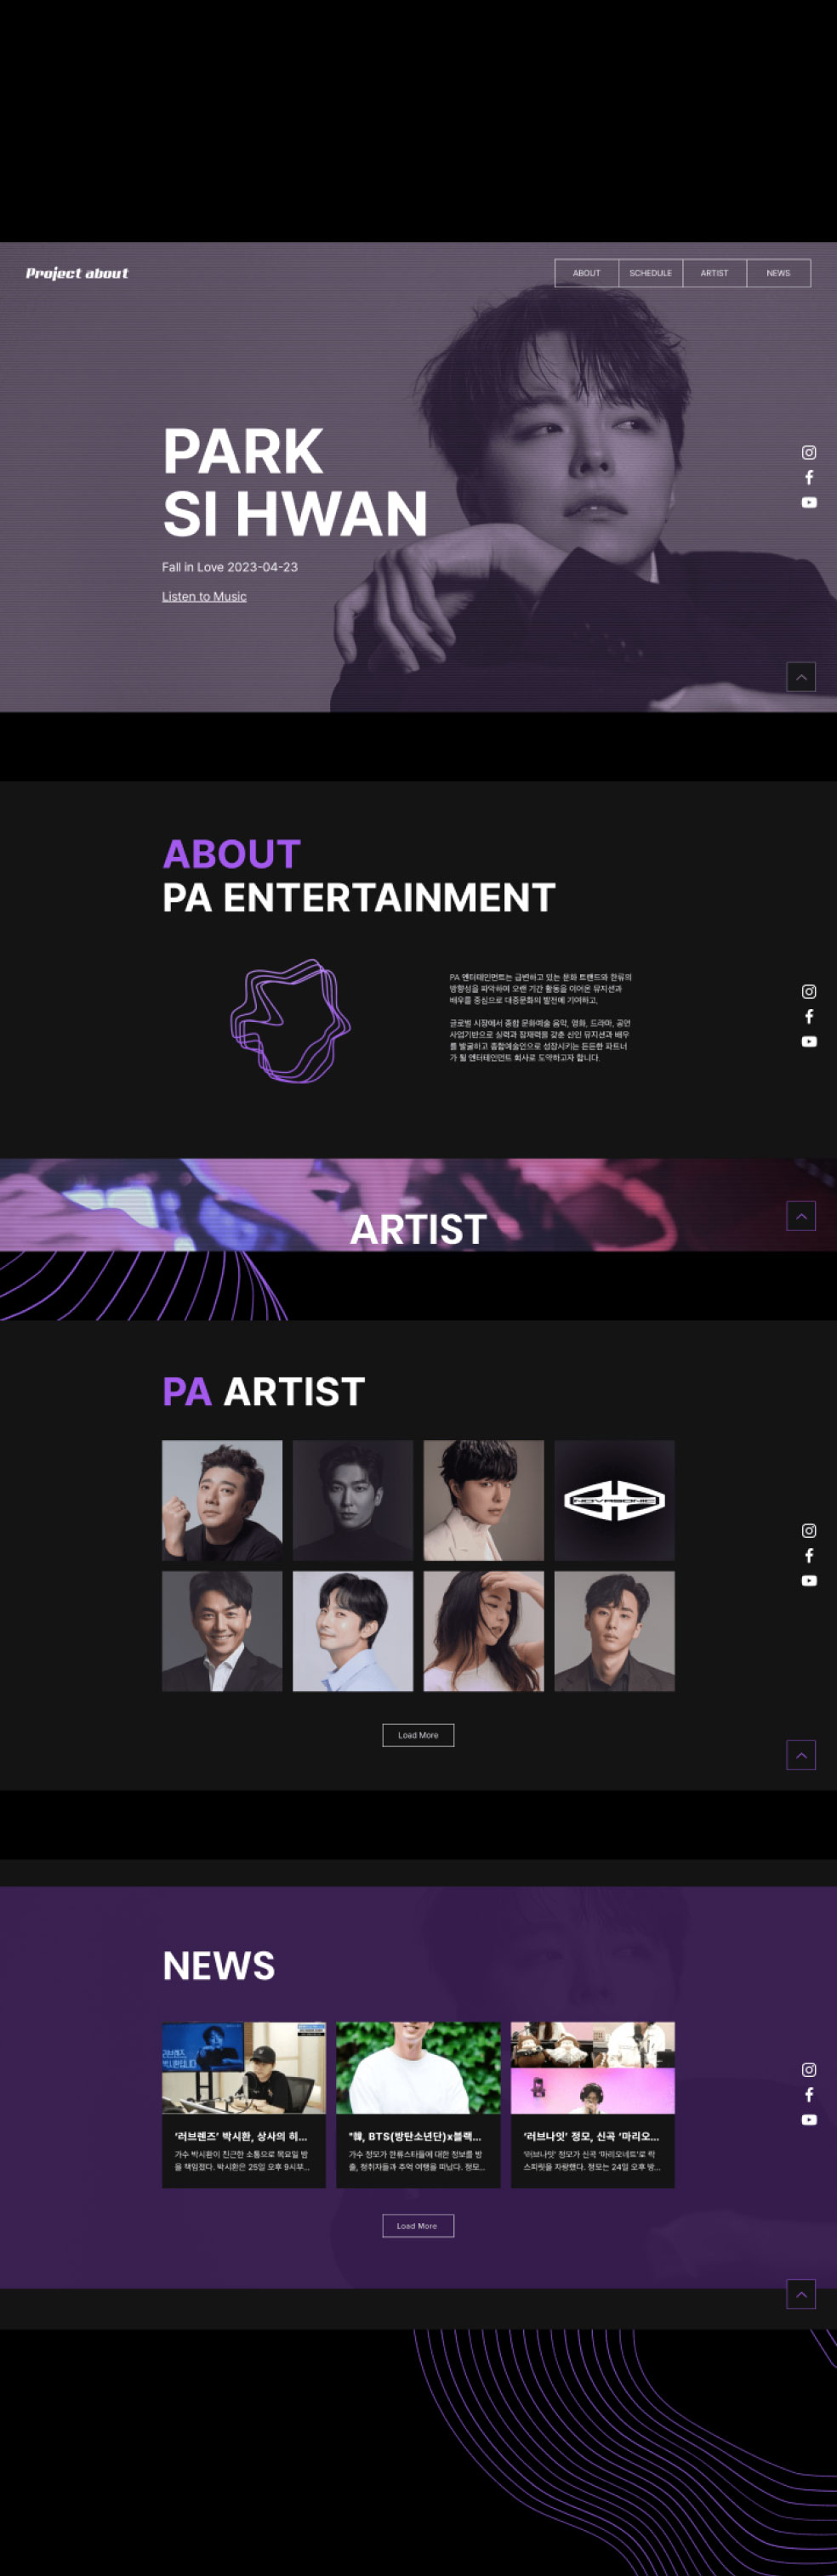 Project about
ABOUT
SCHEDULE
ARTIST
NEWS
PARK
SI HWAN
Fall in Love 2023-04-23
Listen to Music
ABOUT
PA ENTERTAINMENT
PA 엔터테인먼트는 급변하고 있는 문화 트랜드와 한류의
방향성을 파악하여 오랜 기간 활동을 이어온 뮤지션과
배우를 중심으로 대중문화의 발전에 기여하고,
글로벌 시장에서 종합 문화예술 음악, 영화, 드라마, 공연
사업기반으로 실력과 잠재력을 갖춘 신인 뮤지션과 배우
를 발굴하고 종합예술인으로 성장시키는 든든한 파트너
가 될 엔터테인먼트 회사로 도약하고자 합니다.
ARTIST
PA ARTIST
NOVASONIC
Load More
NEWS
‘러브렌즈’ 박시환, 상사의 히...
가수 박시환이 친근한 소통으로 목요일 밤
을 책임졌다. 박시환은 25일 오후 9시부...
"韓, BTS(방탄소년단)x블랙...
가수 정모가 한류스타들에 대한 정보를 방
출, 청취자들과 추억 여행을 떠났다. 정모...
‘러브나잇’ 정모, 신곡 ‘마리오...
‘러브나잇’ 정모가 신곡 ‘마리오네트’로 락
스피릿을 자랑했다. 정모는 24일 오후 방...
Load More